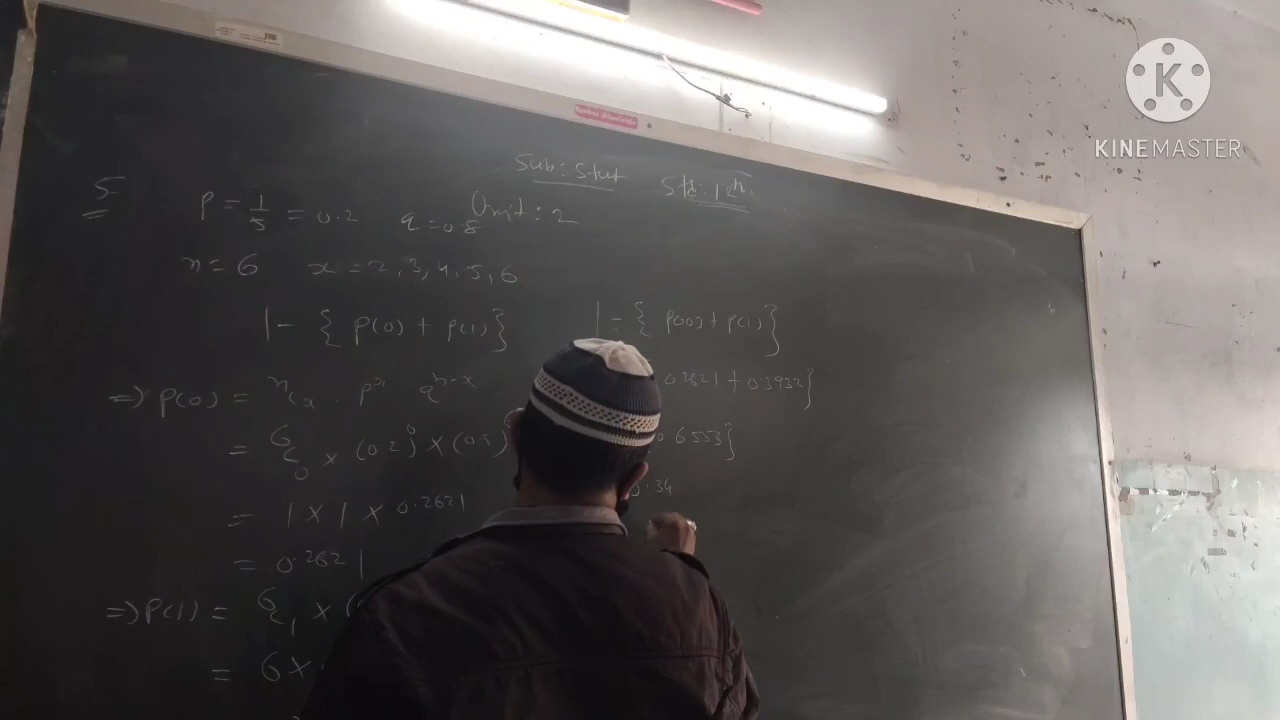 Sub: Stat Std: 12th
Unit: 2
5
P = 1/5 = 0.2 q = 0.8
n = 6 x = 2, 3, 4, 5, 6
1 - { P(0) + P(1) }
=> P(0) = nCx . p^x q^n-x
= 6C0 x (0.2)^0 x (0.8)
= 1 x 1 x 0.2621
= 0.2621
=> P(1) = 6C1 x (
= 6 x
1 - { P(0) + P(1) }
0.2621 + 0.3932}
0.6553}
0.34
KINEMASTER
K